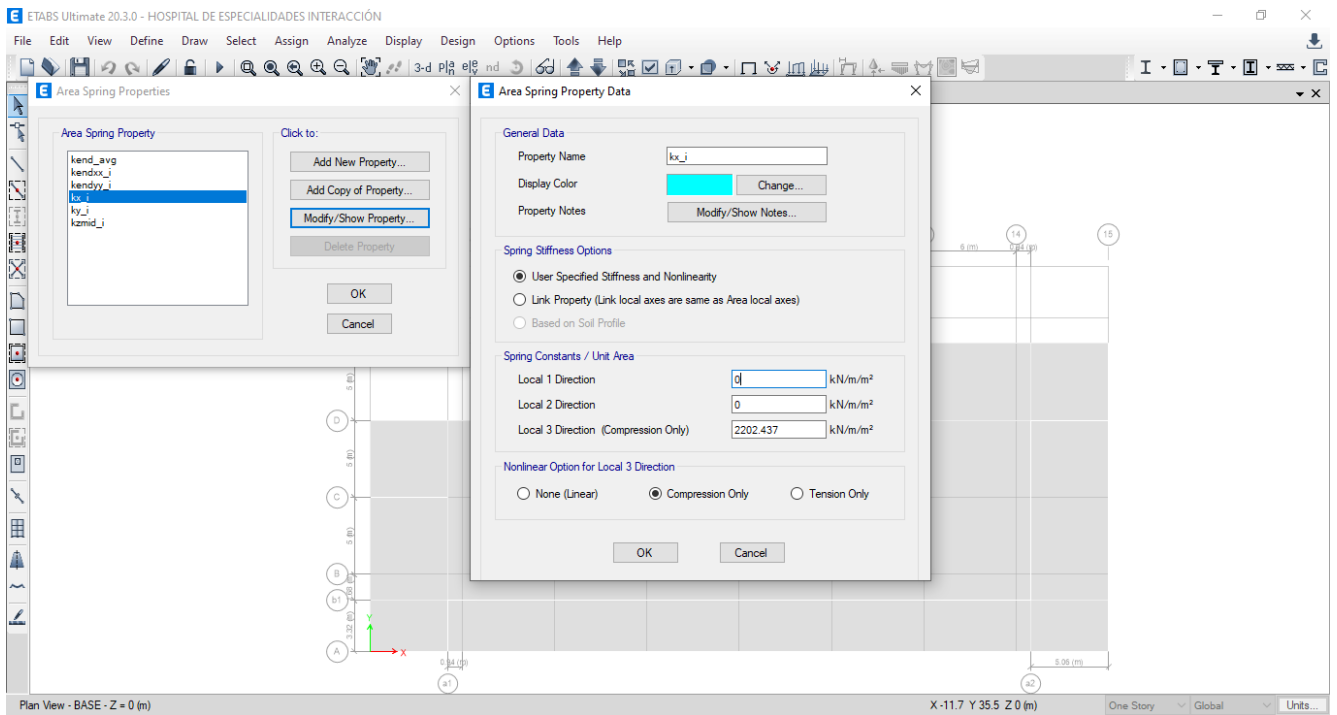 ETABS Ultimate 20.3.0 - HOSPITAL DE ESPECIALIDADES INTERACCIÓN
File Edit View Define Draw Select Assign Analyze Display Design Options Tools Help
3-d
nd
Area Spring Properties
Area Spring Property
kend_avg
kendxx_i
kendyy_i
kx_i
ky_i
kzmid_i
Click to:
Add New Property...
Add Copy of Property...
Modify/Show Property...
Delete Property
OK
Cancel
Area Spring Property Data
General Data
Property Name kx_i
Display Color Change...
Property Notes Modify/Show Notes...
Spring Stiffness Options
User Specified Stiffness and Nonlinearity
Link Property (Link local axes are same as Area local axes)
Based on Soil Profile
Spring Constants / Unit Area
Local 1 Direction 0 kN/m/m²
Local 2 Direction 0 kN/m/m²
Local 3 Direction (Compression Only) 2202.437 kN/m/m²
Nonlinear Option for Local 3 Direction
None (Linear) Compression Only Tension Only
OK Cancel
14
15
6 (m)
5 (m)
D
5 (m)
C
5 (m)
B
b1
3.32 (m)
A
Y
X
a1
5.06 (m)
a2
Plan View - BASE - Z = 0 (m)
X -11.7 Y 35.5 Z 0 (m)
One Story
Global
Units...